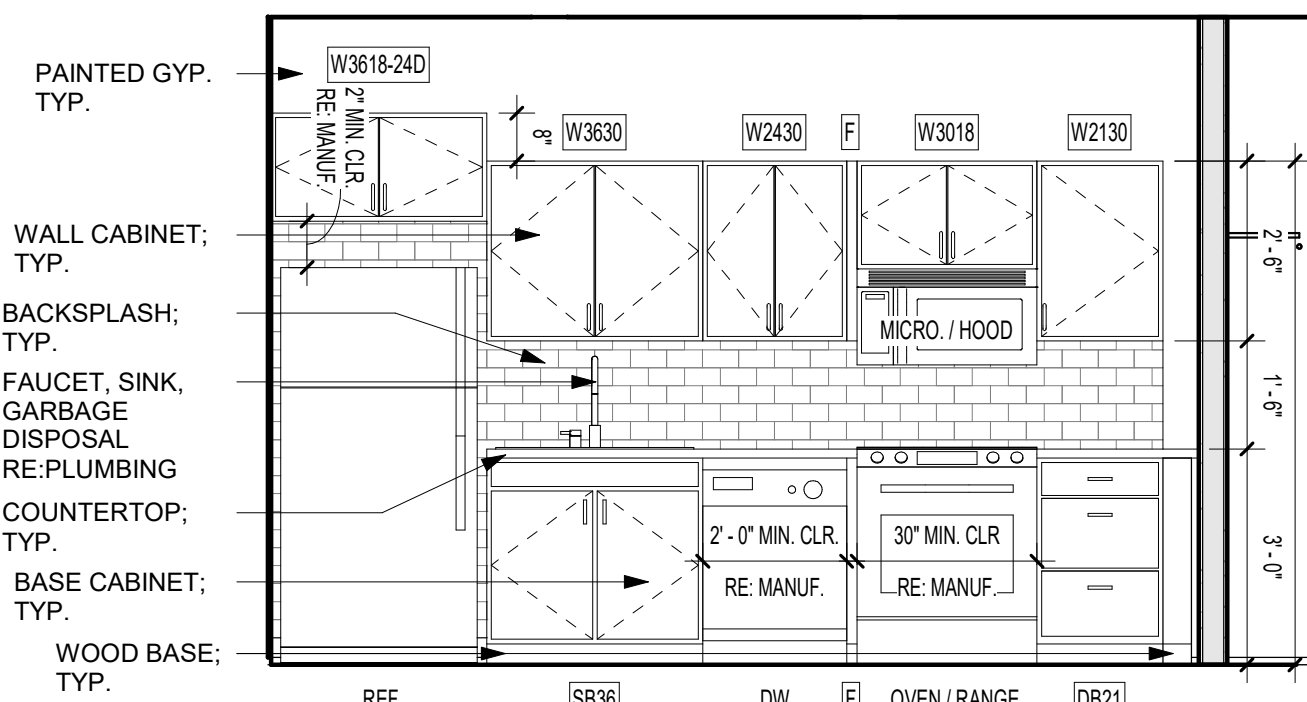 PAINTED GYP.
TYP.
W3618-24D
2" MIN. CLR.
RE: MANUF.
8"
W3630
W2430
F
W3018
W2130
WALL CABINET;
TYP.
2' - 6"
BACKSPLASH;
TYP.
MICRO. / HOOD
FAUCET, SINK,
GARBAGE
DISPOSAL
RE:PLUMBING
1' - 6"
COUNTERTOP;
TYP.
2' - 0" MIN. CLR.
RE: MANUF.
30" MIN. CLR
RE: MANUF.
3' - 0"
BASE CABINET;
TYP.
WOOD BASE;
TYP.
REF
SB36
DW
F
OVEN / RANGE
DB21